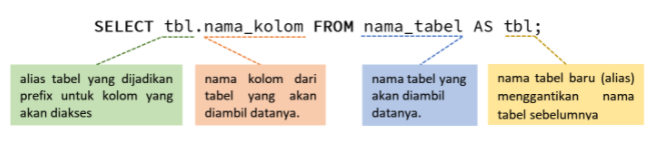 SELECT tbl.nama_kolom FROM nama_tabel AS tbl;
alias tabel yang dijadikan
prefix untuk kolom yang
akan diakses
nama kolom dari
tabel yang akan
diambil datanya.
nama tabel yang
akan diambil
datanya.
nama tabel baru (alias)
menggantikan nama
tabel sebelumnya